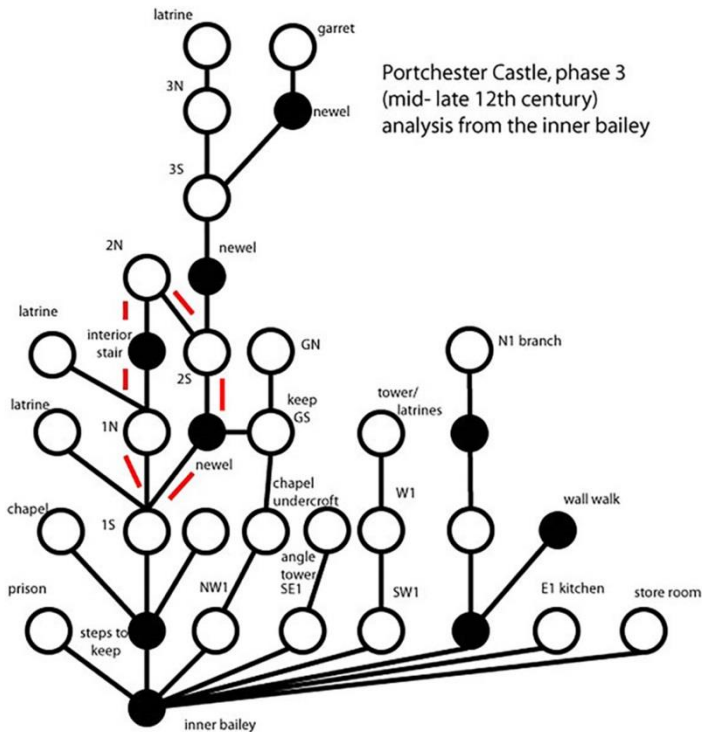 latrine
garret
Portchester Castle, phase 3
(mid- late 12th century)
analysis from the inner bailey
3N
newel
3S
2N
newel
latrine
interior
stair
GN
N1 branch
2S
keep
GS
tower/
latrines
latrine
1N
newel
chapel
undercroft
W1
wall walk
chapel
1S
angle
tower
SE1
NW1
SW1
E1 kitchen
store room
prison
steps to
keep
inner bailey